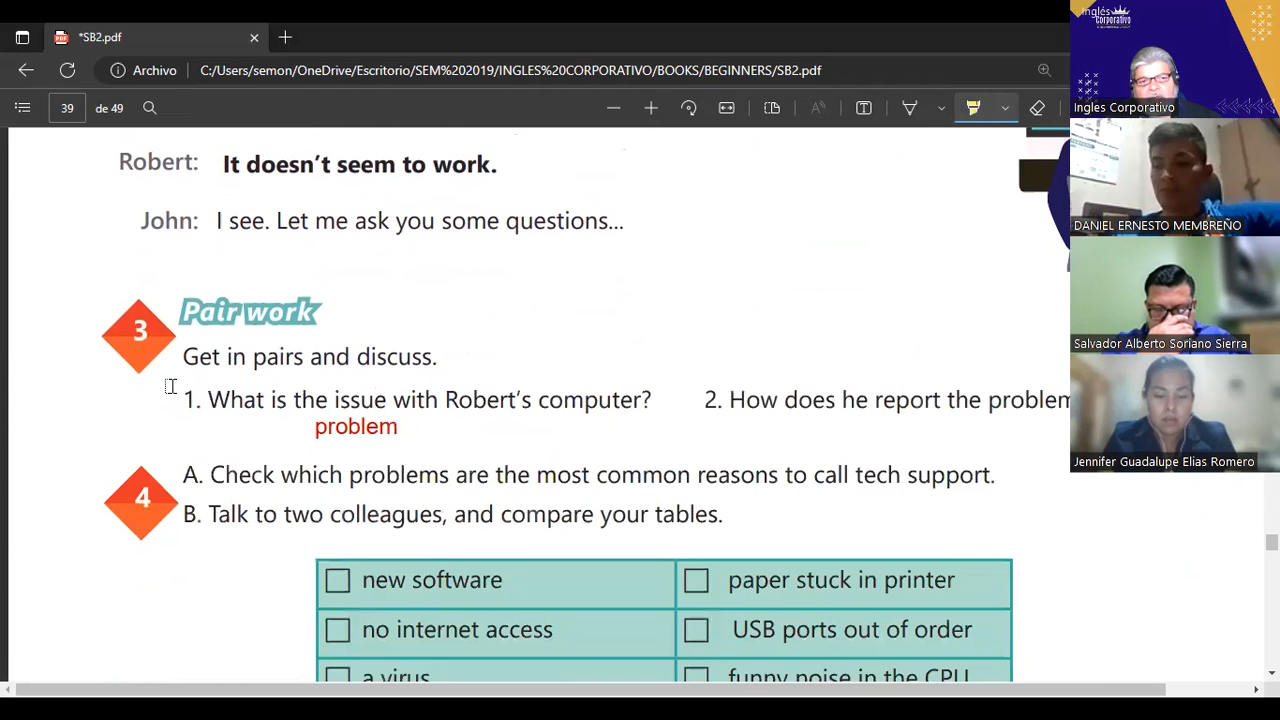 *SB2.pdf
Archivo
C:/Users/semon/OneDrive/Escritorio/SEM%202019/INGLES%20CORPORATIVO/BOOKS/BEGINNERS/SB2.pdf
39 de 49
Robert: It doesn't seem to work.
John: I see. Let me ask you some questions...
3
Pair work
Get in pairs and discuss.
1. What is the issue with Robert's computer? 2. How does he report the problem
problem
4
A. Check which problems are the most common reasons to call tech support.
B. Talk to two colleagues, and compare your tables.
new software
paper stuck in printer
no internet access
USB ports out of order
a virus
funny noise in the CPU
Inglés
Corporativo
Ingles Corporativo
DANIEL ERNESTO MEMBREÑO
Salvador Alberto Soriano Sierra
Jennifer Guadalupe Elias Romero